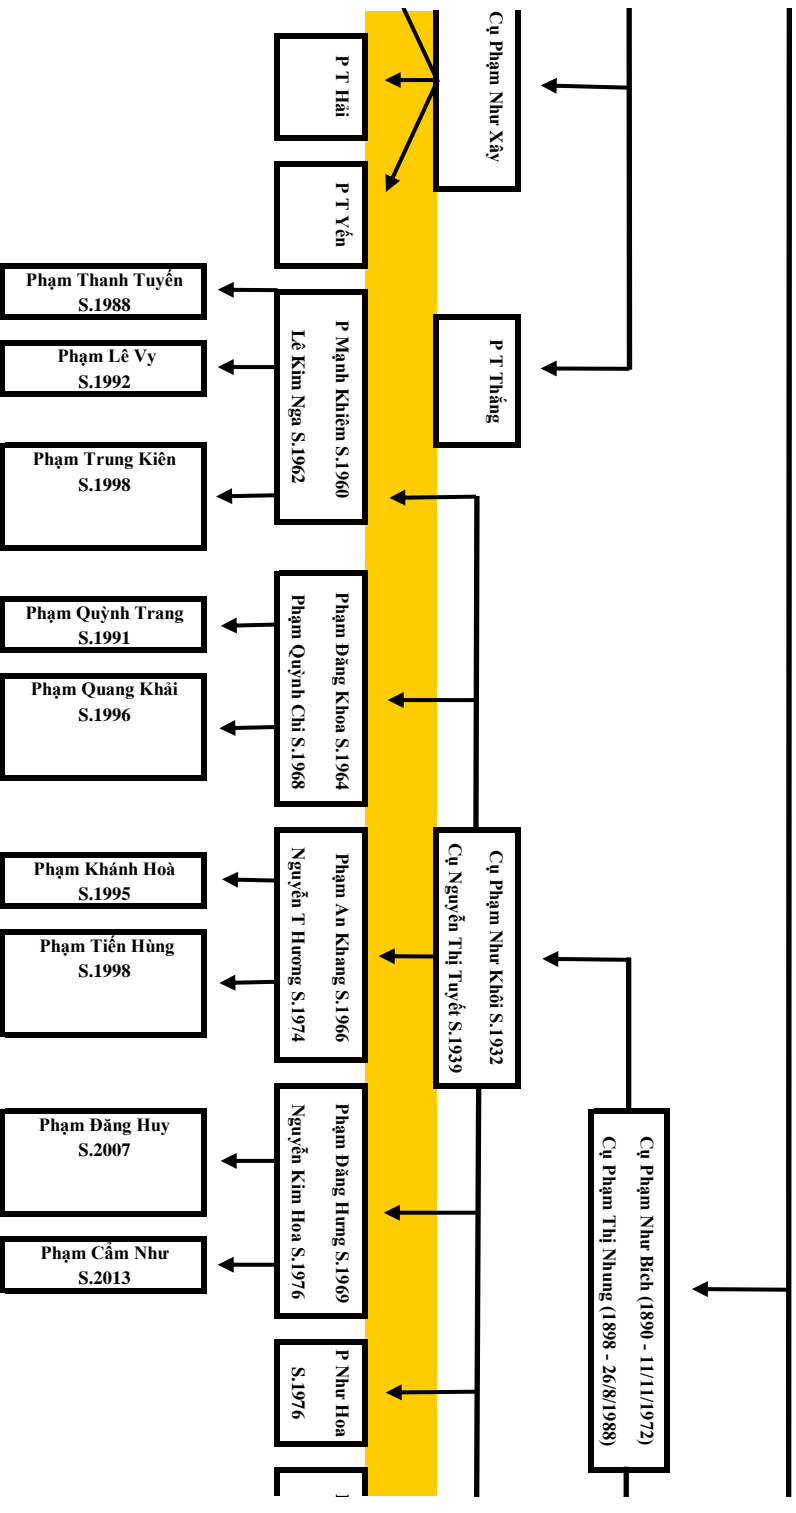 Cụ Phạm Như Xây
P T Hải
P T Yến
P T Thắng
P Mạnh Khiêm S.1960
Lê Kim Nga S.1962
Phạm Thanh Tuyến
S.1988
Phạm Lê Vy
S.1992
Phạm Trung Kiên
S.1998
Phạm Đăng Khoa S.1964
Phạm Quỳnh Chi S.1968
Phạm Quỳnh Trang
S.1991
Phạm Quang Khải
S.1996
Cụ Phạm Như Khôi S.1932
Cụ Nguyễn Thị Tuyết S.1939
Phạm An Khang S.1966
Nguyễn T Hương S.1974
Phạm Khánh Hoà
S.1995
Phạm Tiến Hùng
S.1998
Cụ Phạm Như Bích (1890 - 11/11/1972)
Cụ Phạm Thị Nhung (1898 - 26/8/1988)
Phạm Đăng Hưng S.1969
Nguyễn Kim Hoa S.1976
Phạm Đăng Huy
S.2007
Phạm Cẩm Như
S.2013
P Như Hoa
S.1976